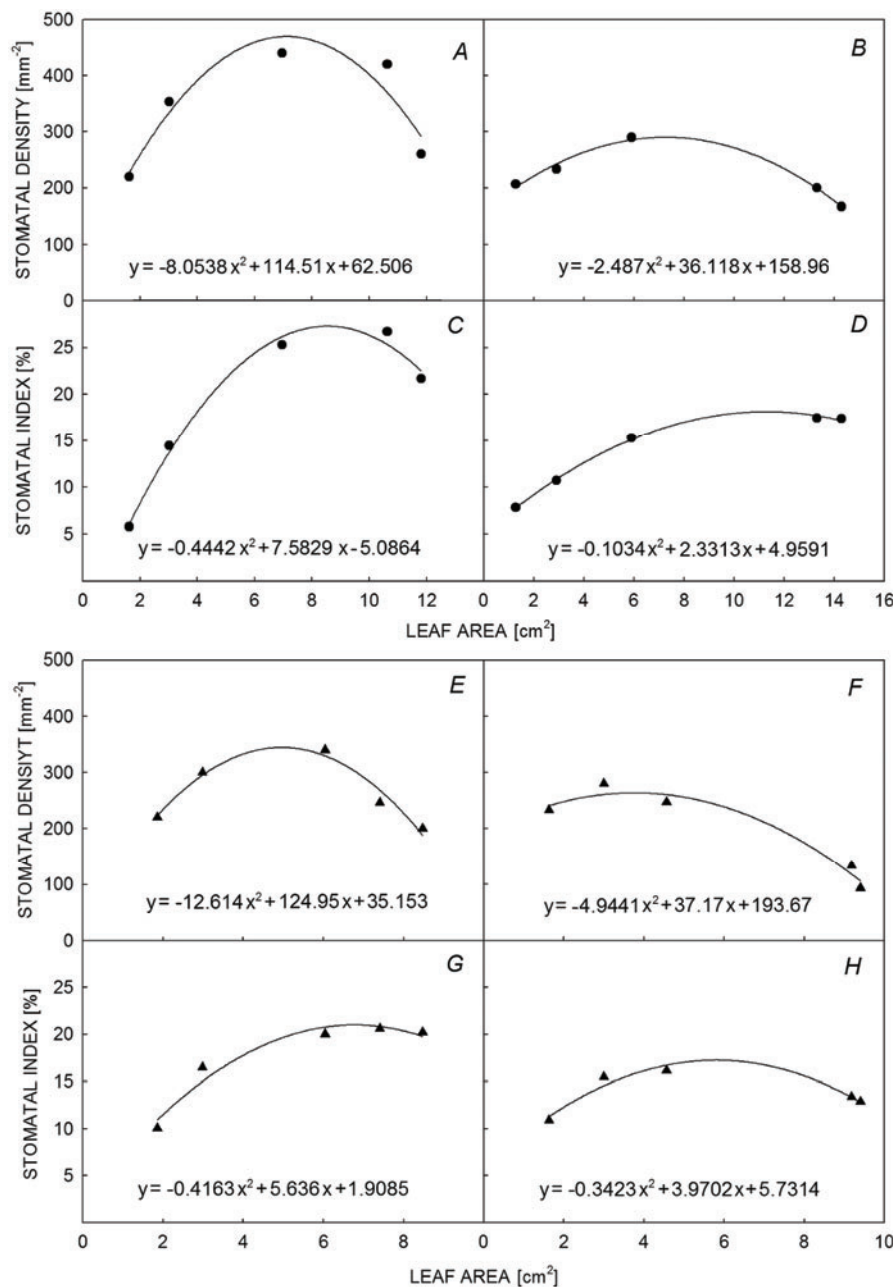 500
400
300
200
100
0
STOMATAL DENSITY [mm⁻²]
A
y = -8.0538 x² + 114.51 x + 62.506
B
y = -2.487 x² + 36.118 x + 158.96
25
20
15
10
5
STOMATAL INDEX [%]
C
y = -0.4442 x² + 7.5829 x - 5.0864
D
y = -0.1034 x² + 2.3313 x + 4.9591
0 2 4 6 8 10 12 0 2 4 6 8 10 12 14 16
LEAF AREA [cm²]
500
400
300
200
100
0
STOMATAL DENSIYT [mm⁻²]
E
y = -12.614 x² + 124.95 x + 35.153
F
y = -4.9441 x² + 37.17 x + 193.67
25
20
15
10
5
STOMATAL INDEX [%]
G
y = -0.4163 x² + 5.636 x + 1.9085
H
y = -0.3423 x² + 3.9702 x + 5.7314
0 2 4 6 8 0 2 4 6 8 10
LEAF AREA [cm²]